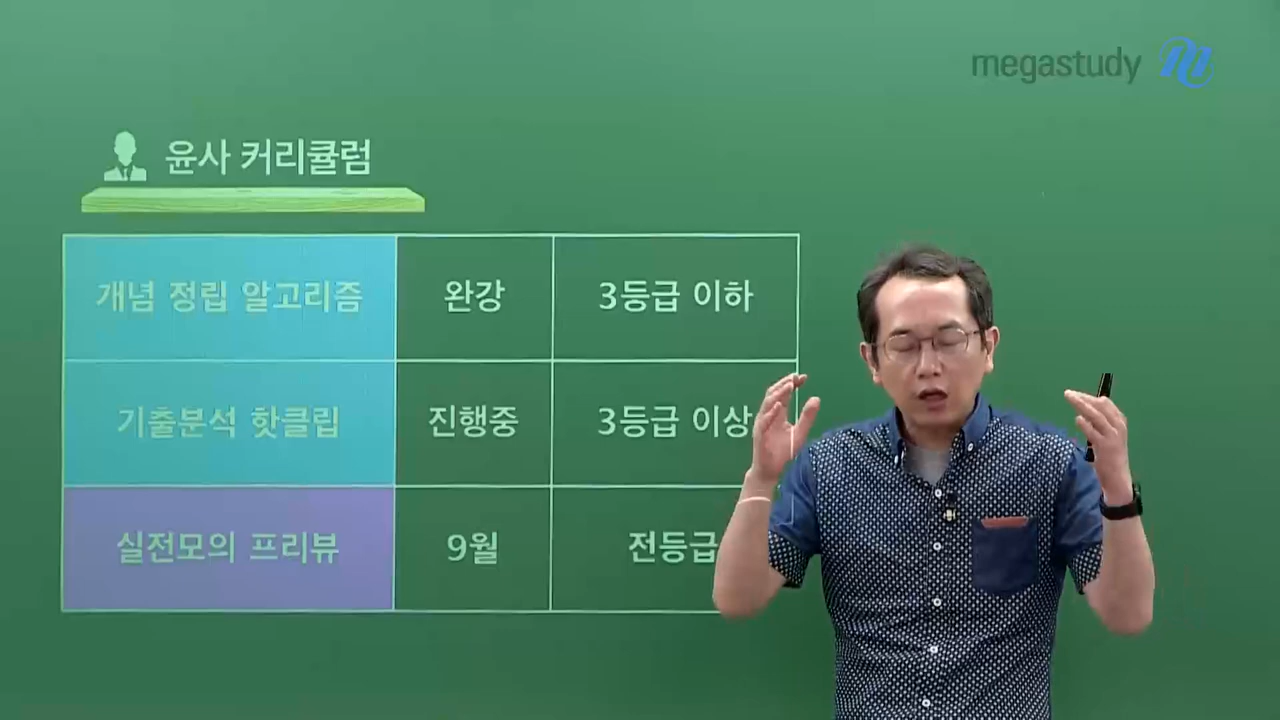 megastudy
윤사 커리큘럼
개념 정립 알고리즘 완강 3등급 이하
기출분석 핫클립 진행중 3등급 이상
실전모의 프리뷰 9월 전등급